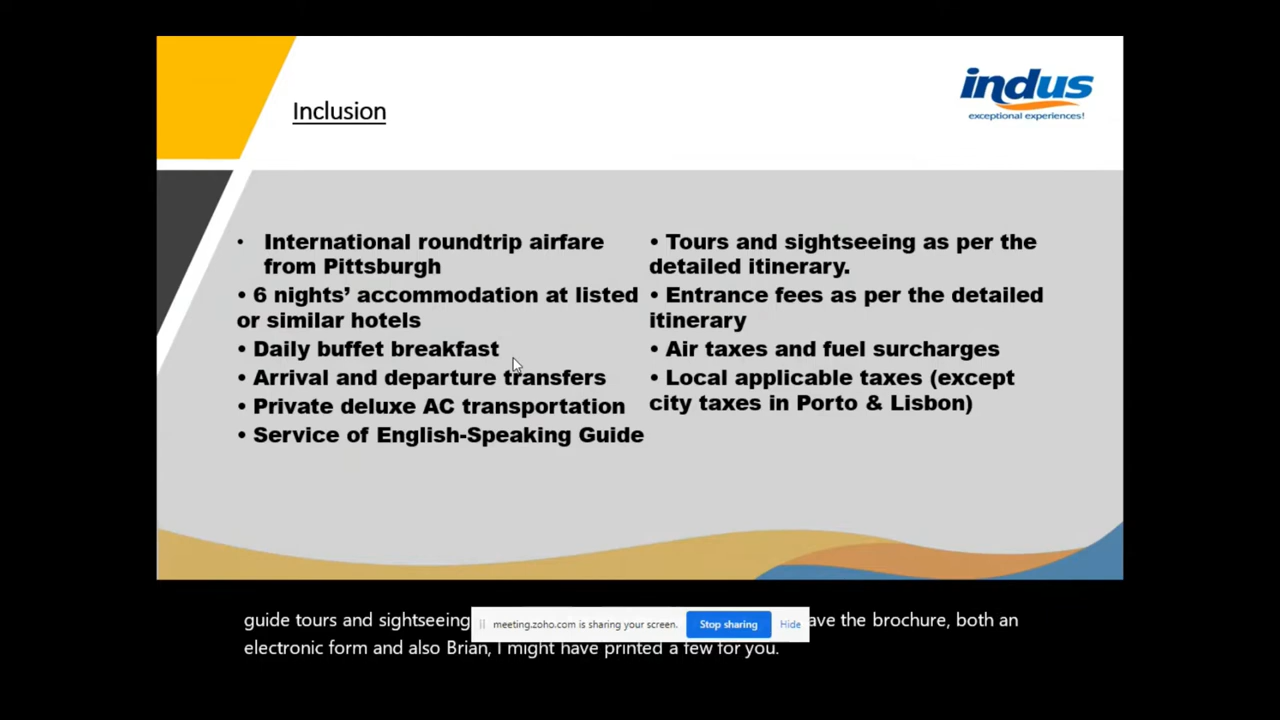 indus
exceptional experiences!
Inclusion
• International roundtrip airfare
from Pittsburgh
• 6 nights’ accommodation at listed
or similar hotels
• Daily buffet breakfast
• Arrival and departure transfers
• Private deluxe AC transportation
• Service of English-Speaking Guide
• Tours and sightseeing as per the
detailed itinerary.
• Entrance fees as per the detailed
itinerary
• Air taxes and fuel surcharges
• Local applicable taxes (except
city taxes in Porto & Lisbon)
guide tours and sightseeing
meeting.zoho.com is sharing your screen.
Stop sharing
Hide
the brochure, both an
electronic form and also Brian, I might have printed a few for you.